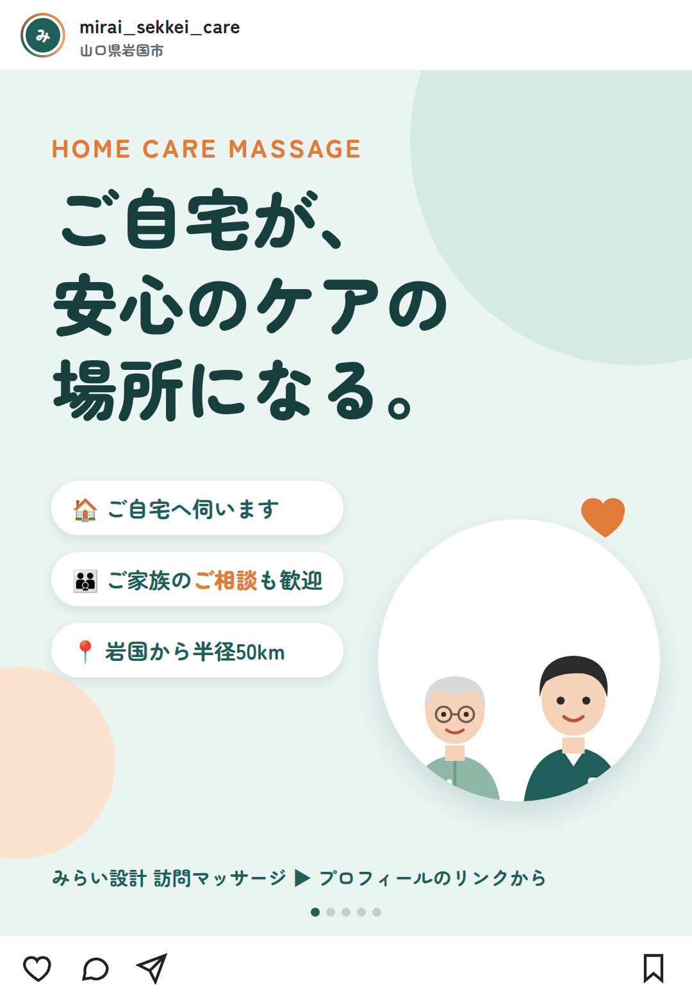 み
mirai_sekkei_care
山口県岩国市
HOME CARE MASSAGE
ご自宅が、
安心のケアの
場所になる。
ご自宅へ伺います
ご家族のご相談も歓迎
岩国から半径50km
みらい設計 訪問マッサージ ▶ プロフィールのリンクから